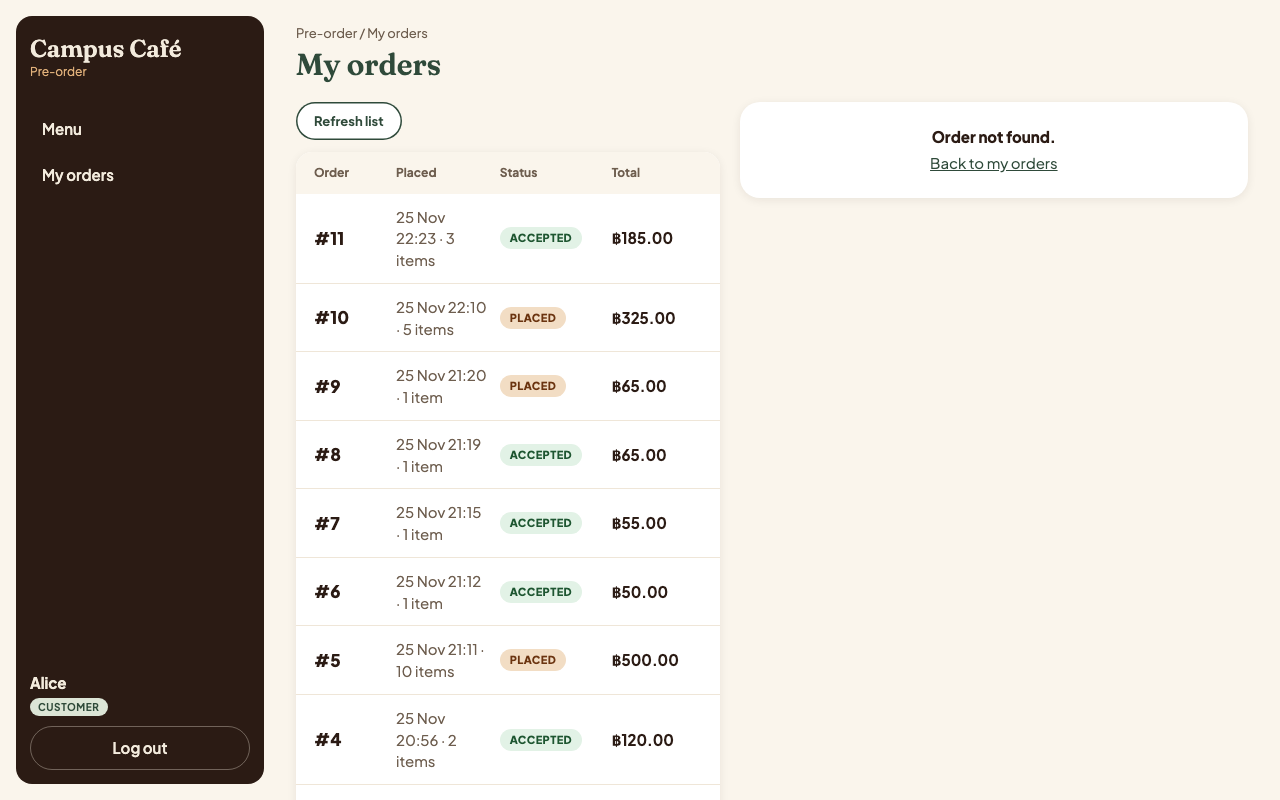 Campus Café
Pre-order
Menu
My orders
Alice
CUSTOMER
Log out
Pre-order / My orders
My orders
Refresh list
Order Placed Status Total
#11 25 Nov 22:23 · 3 items ACCEPTED ฿185.00
#10 25 Nov 22:10 · 5 items PLACED ฿325.00
#9 25 Nov 21:20 · 1 item PLACED ฿65.00
#8 25 Nov 21:19 · 1 item ACCEPTED ฿65.00
#7 25 Nov 21:15 · 1 item ACCEPTED ฿55.00
#6 25 Nov 21:12 · 1 item ACCEPTED ฿50.00
#5 25 Nov 21:11 · 10 items PLACED ฿500.00
#4 25 Nov 20:56 · 2 items ACCEPTED ฿120.00
Order not found.
Back to my orders